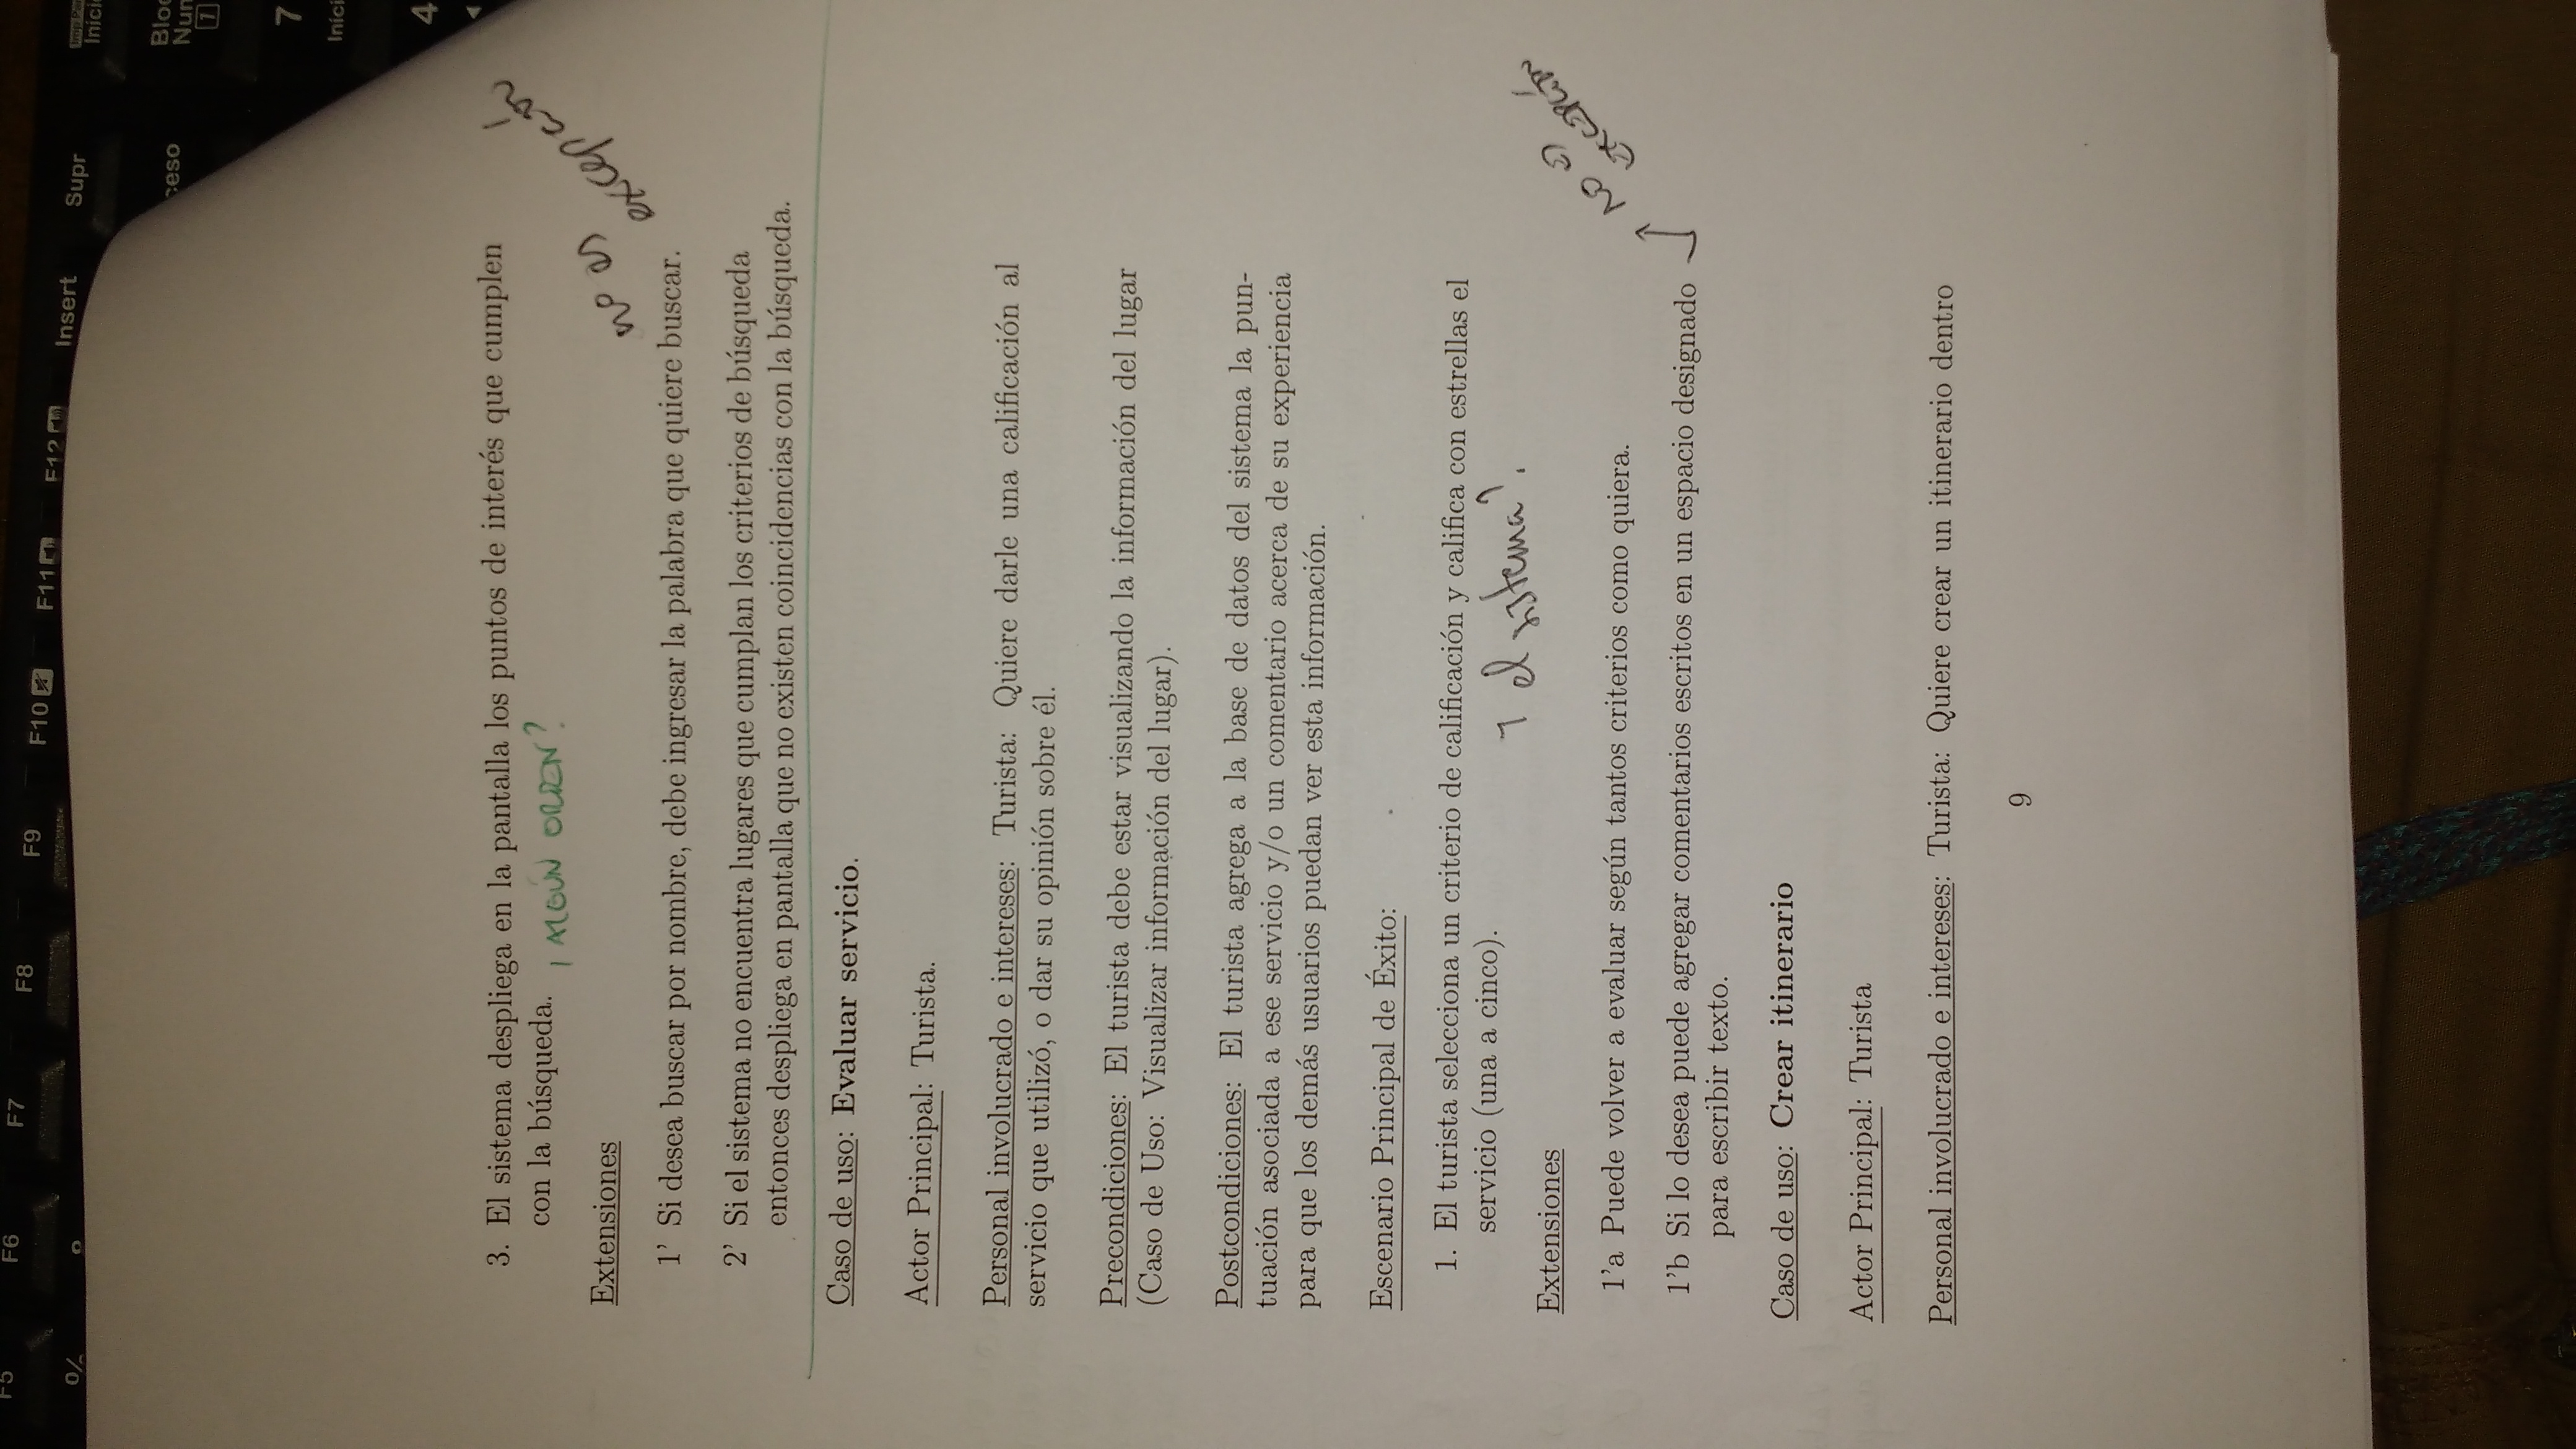 3. El sistema despliega en la pantalla los puntos de interés que cumplen
con la búsqueda.
¿ALGÚN ORDEN?
Extensiones
no es excepción
1' Si desea buscar por nombre, debe ingresar la palabra que quiere buscar.
2' Si el sistema no encuentra lugares que cumplan los criterios de búsqueda
entonces despliega en pantalla que no existen coincidencias con la búsqueda.
Caso de uso: Evaluar servicio.
Actor Principal: Turista.
Personal involucrado e intereses: Turista: Quiere darle una calificación al
servicio que utilizó, o dar su opinión sobre él.
Precondiciones: El turista debe estar visualizando la información del lugar
(Caso de Uso: Visualizar información del lugar).
Postcondiciones: El turista agrega a la base de datos del sistema la pun-
tuación asociada a ese servicio y/o un comentario acerca de su experiencia
para que los demás usuarios puedan ver esta información.
Escenario Principal de Éxito:
1. El turista selecciona un criterio de calificación y califica con estrellas el
servicio (una a cinco).
y el sistema?
Extensiones
1'a Puede volver a evaluar según tantos criterios como quiera.
1'b Si lo desea puede agregar comentarios escritos en un espacio designado
para escribir texto.
no es excepción
Caso de uso: Crear itinerario
Actor Principal: Turista
Personal involucrado e intereses: Turista: Quiere crear un itinerario dentro
9
F5
F6
F7
F8
F9
F10
F11
F12
Insert
Supr
Inicio
%
7
4
1